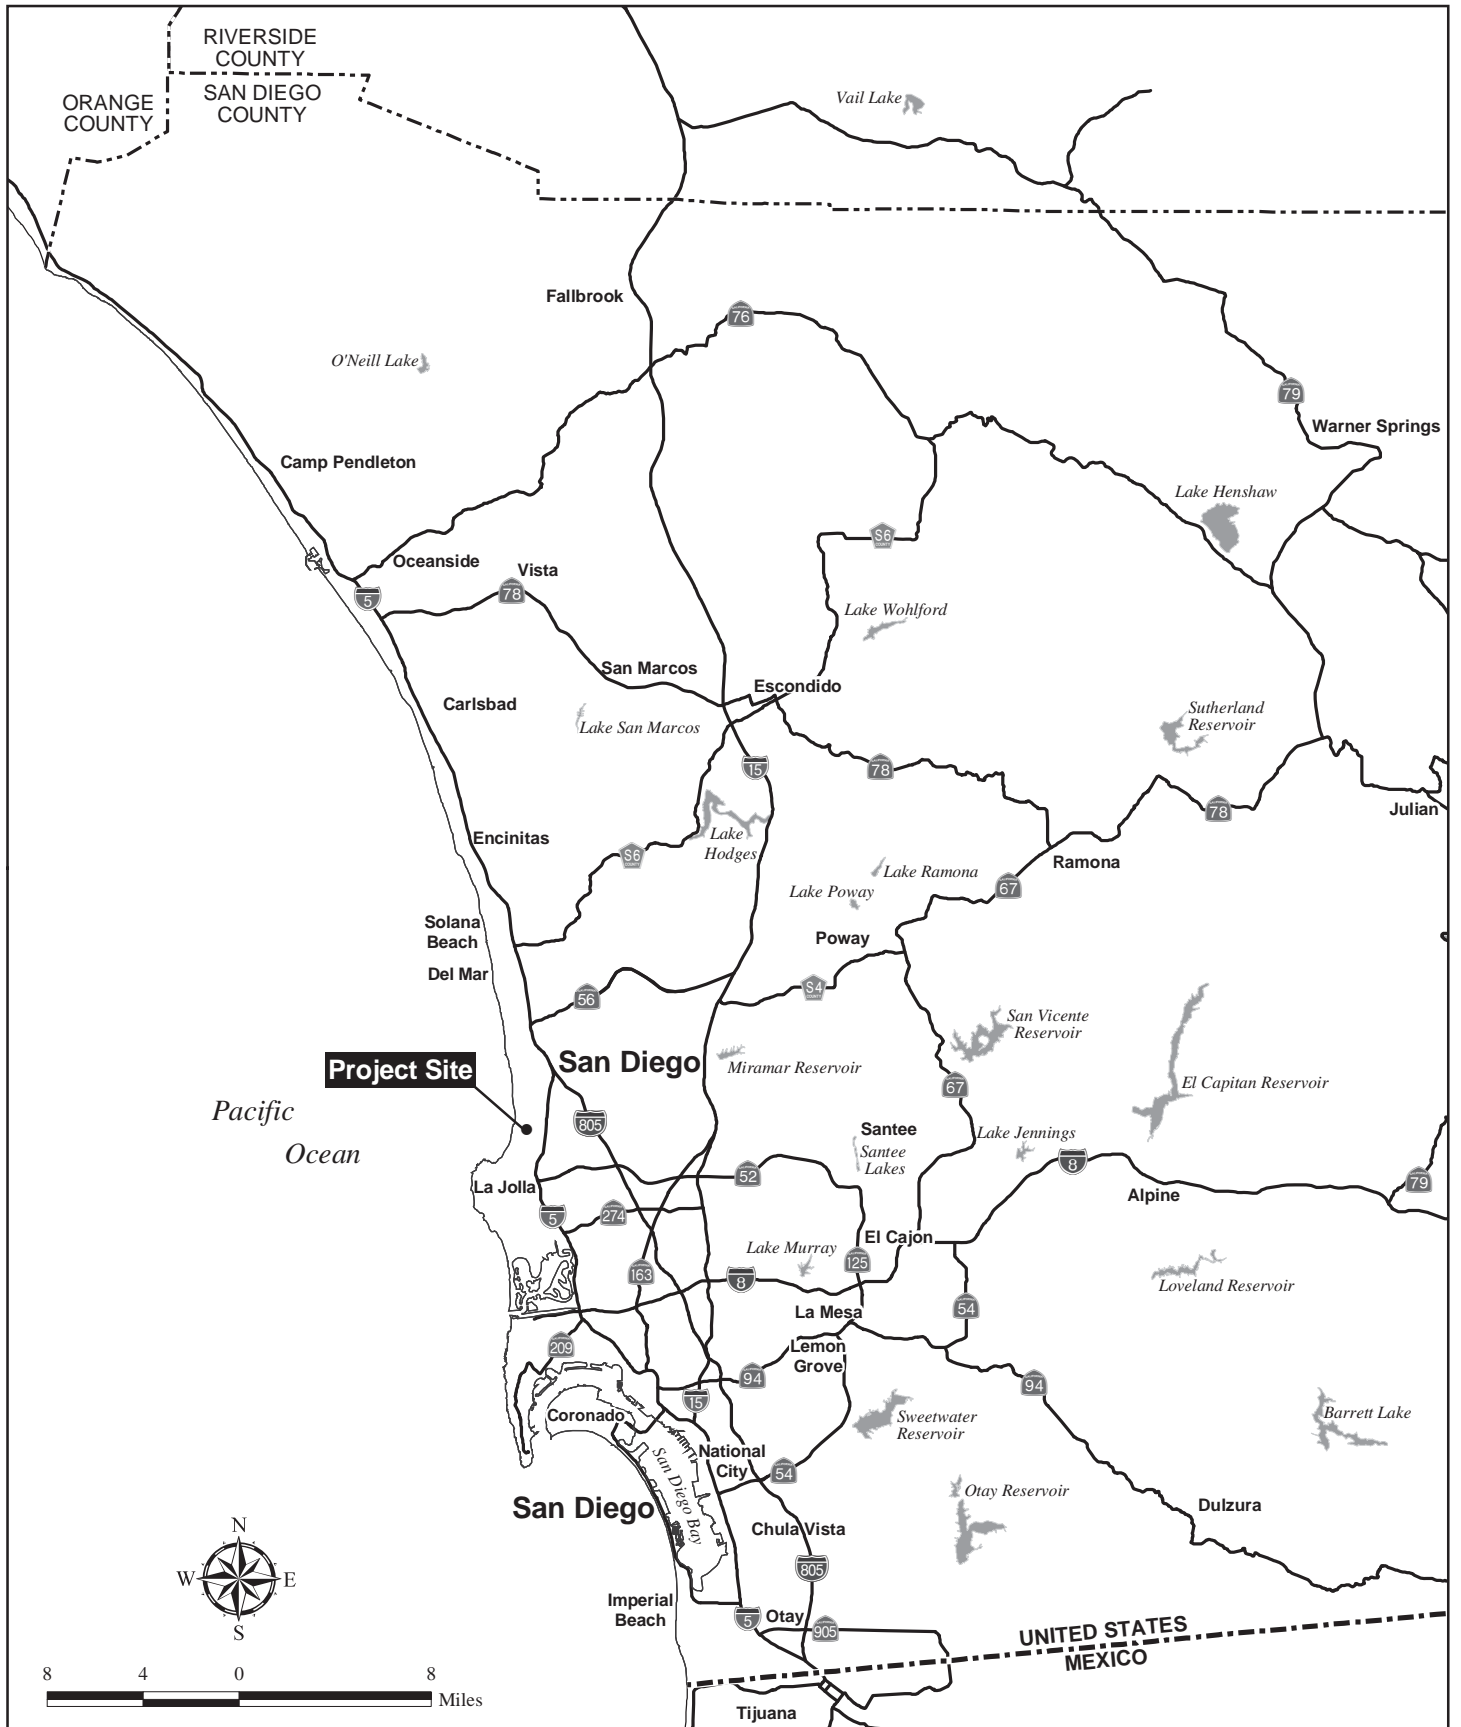 RIVERSIDE
COUNTY
ORANGE
COUNTY
SAN DIEGO
COUNTY
Vail Lake
Fallbrook
76
O'Neill Lake
79
Warner Springs
Camp Pendleton
Lake Henshaw
S6
COUNTY
Oceanside
Vista
5
78
Lake Wohlford
San Marcos
Escondido
Carlsbad
Lake San Marcos
Sutherland
Reservoir
15
78
78
Julian
Encinitas
Lake
Hodges
S6
COUNTY
Ramona
Lake Ramona
67
Lake Poway
Solana
Beach
Poway
Del Mar
56
S4
COUNTY
San Vicente
Reservoir
San Diego
Miramar Reservoir
Project Site
67
El Capitan Reservoir
Pacific
Ocean
805
Santee
Lake Jennings
Santee
Lakes
8
La Jolla
52
79
Alpine
5
274
El Cajon
Lake Murray
125
163
8
Loveland Reservoir
La Mesa
54
209
Lemon
Grove
94
94
15
Coronado
Sweetwater
Reservoir
Barrett Lake
National
City
San Diego Bay
54
Otay Reservoir
San Diego
Dulzura
Chula Vista
N
W
E
S
805
Imperial
Beach
5
Otay
905
UNITED STATES
MEXICO
8
4
0
8
Miles
Tijuana